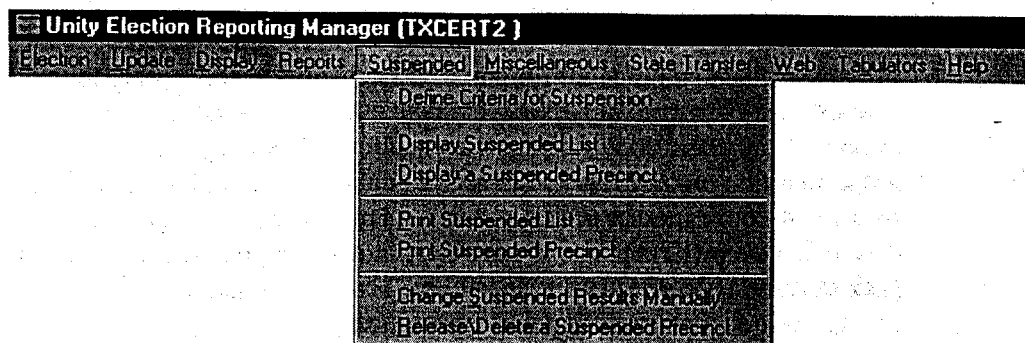 Unity Election Reporting Manager (TXCERT2 )
Election Update Display Reports Suspended Miscellaneous State Transfer Web Tabulators Help
Define Criteria for Suspension
Display Suspended List
Display a Suspended Precinct
Print Suspended List
Print Suspended Precinct
Change Suspended Results Manually
Release\Delete a Suspended Precinct